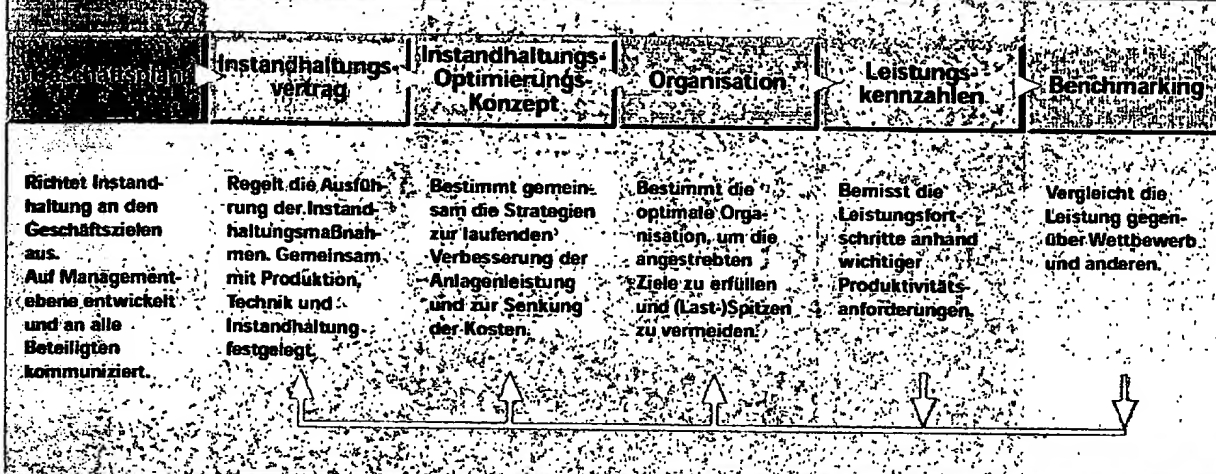 Geschäftsplan
Instandhaltungs-
vertrag
Instandhaltungs-
Optimierungs-
Konzept
Organisation
Leistungs-
kennzahlen
Benchmarking
Richtet Instand-
haltung an den
Geschäftszielen
aus.
Auf Management-
ebene entwickelt
und an alle
Beteiligten
kommuniziert.
Regelt die Ausfüh-
rung der Instand-
haltungsmaßnah-
men. Gemeinsam
mit Produktion,
Technik und
Instandhaltung
festgelegt.
Bestimmt gemein-
sam die Strategien
zur laufenden
Verbesserung der
Anlagenleistung
und zur Senkung
der Kosten.
Bestimmt die
optimale Orga-
nisation, um die
angestrebten
Ziele zu erfüllen
und (Last-)Spitzen
zu vermeiden.
Bemisst die
Leistungsfort-
schritte anhand
wichtiger
Produktivitäts-
anforderungen.
Vergleicht die
Leistung gegen-
über Wettbewerb
und anderen.